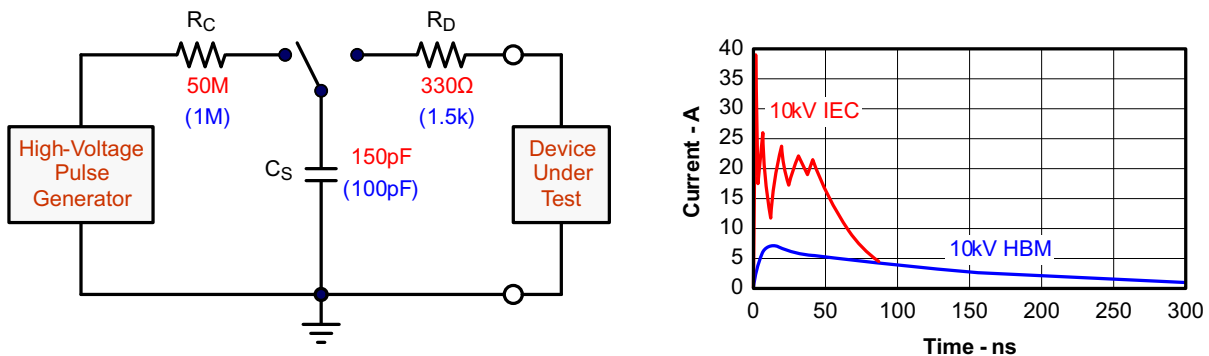 R_C
R_D
50M
(1M)
330Ω
(1.5k)
High-Voltage
Pulse
Generator
C_S
150pF
(100pF)
Device
Under
Test
Current - A
40
35
30
25
20
15
10
5
0
10kV IEC
10kV HBM
0
50
100
150
200
250
300
Time - ns